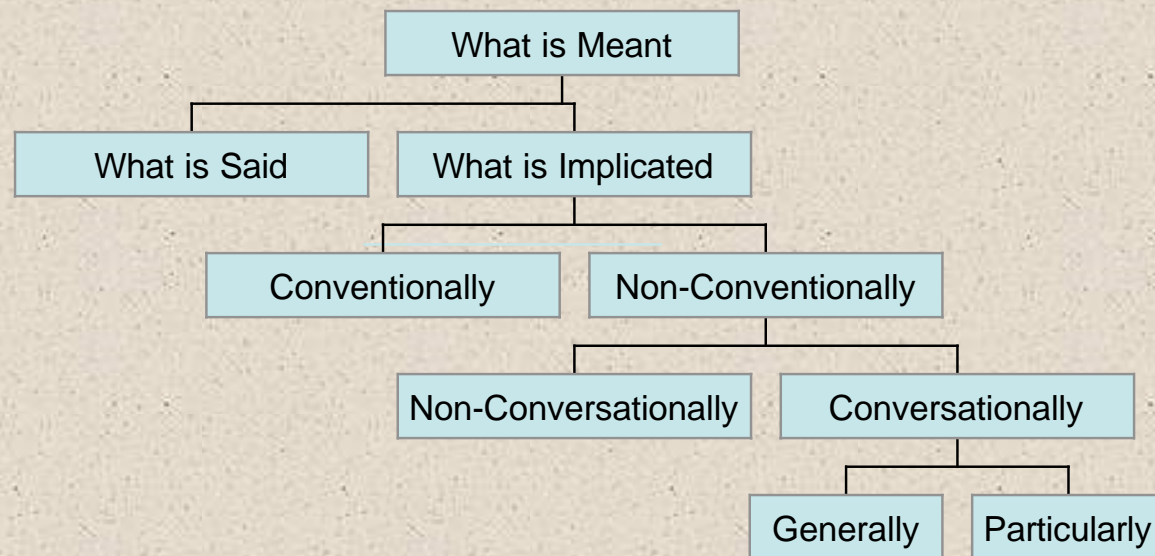 What is Meant
What is Said
What is Implicated
Conventionally
Non-Conventionally
Non-Conversationally
Conversationally
Generally
Particularly